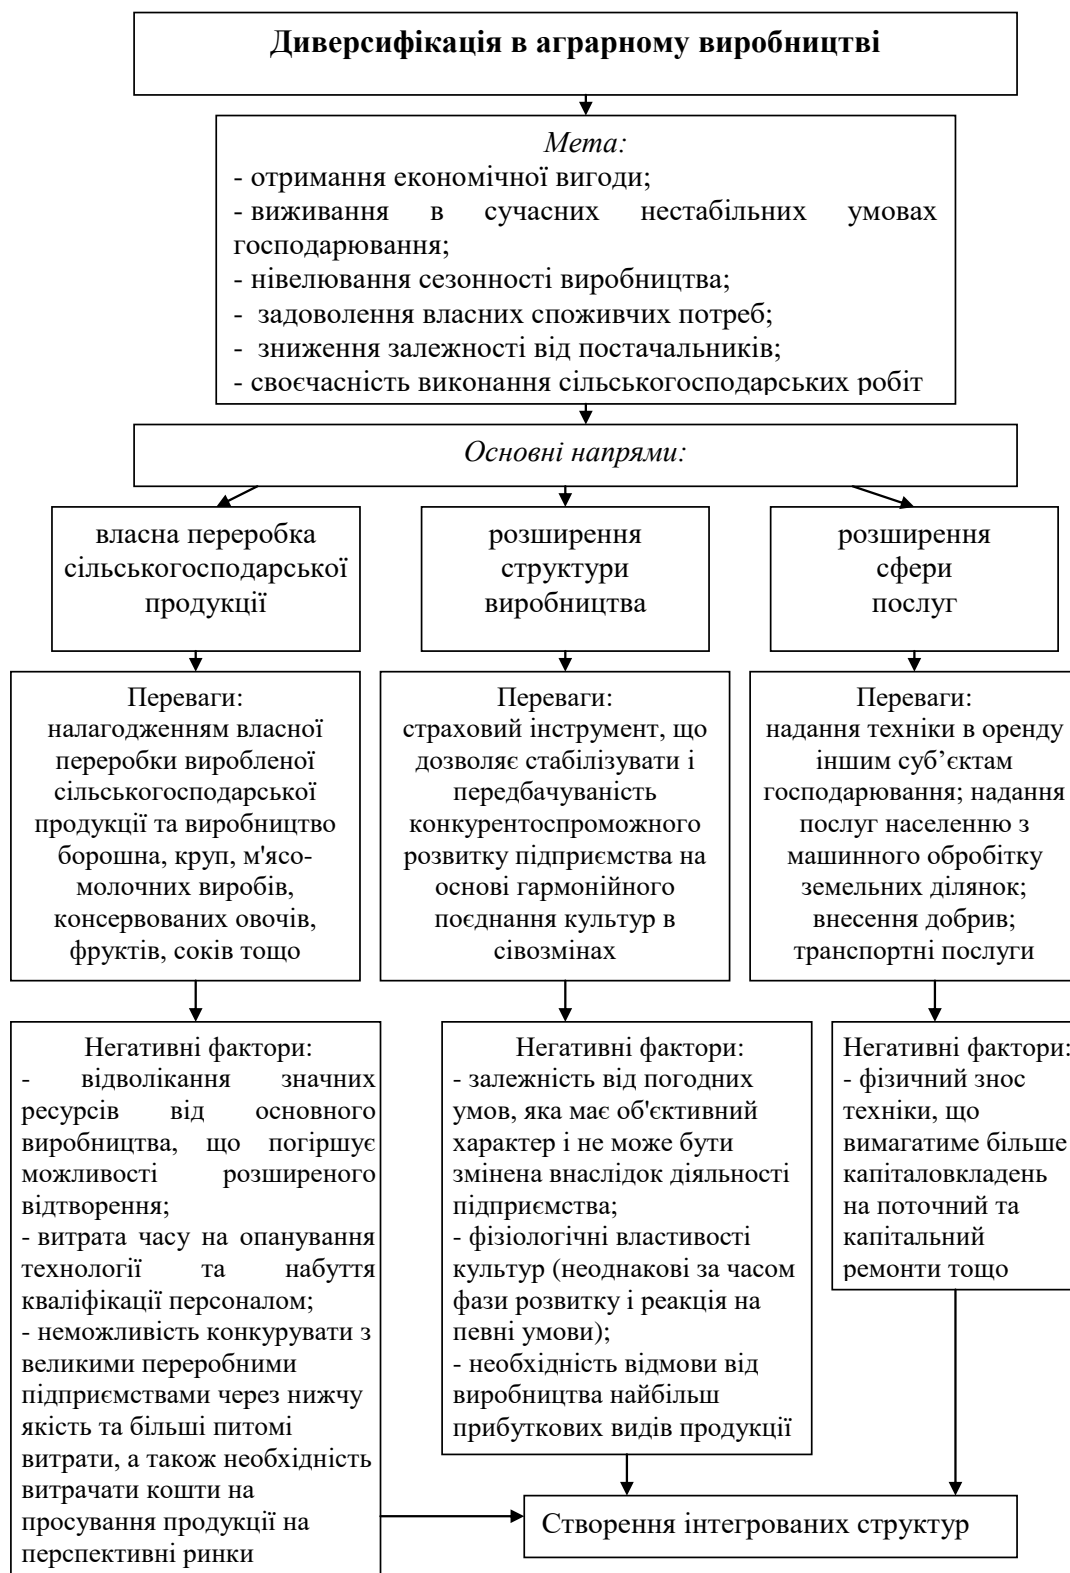 Диверсифікація в аграрному виробництві
Мета:
- отримання економічної вигоди;
- виживання в сучасних нестабільних умовах
господарювання;
- нівелювання сезонності виробництва;
- задоволення власних споживчих потреб;
- зниження залежності від постачальників;
- своєчасність виконання сільськогосподарських робіт
Основні напрями:
власна переробка
сільськогосподарської
продукції
розширення
структури
виробництва
розширення
сфери
послуг
Переваги:
налагодженням власної
переробки виробленої
сільськогосподарської
продукції та виробництво
борошна, круп, м'ясо-
молочних виробів,
консервованих овочів,
фруктів, соків тощо
Переваги:
страховий інструмент, що
дозволяє стабілізувати і
передбачуваність
конкурентоспроможного
розвитку підприємства на
основі гармонійного
поєднання культур в
сівозмінах
Переваги:
надання техніки в оренду
іншим суб’єктам
господарювання; надання
послуг населенню з
машинного обробітку
земельних ділянок;
внесення добрив;
транспортні послуги
Негативні фактори:
- відволікання значних
ресурсів від основного
виробництва, що погіршує
можливості розширеного
відтворення;
- витрата часу на опанування
технології та набуття
кваліфікації персоналом;
- неможливість конкурувати з
великими переробними
підприємствами через нижчу
якість та більші питомі
витрати, а також необхідність
витрачати кошти на
просування продукції на
перспективні ринки
Негативні фактори:
- залежність від погодних
умов, яка має об'єктивний
характер і не може бути
змінена внаслідок діяльності
підприємства;
- фізіологічні властивості
культур (неоднакові за часом
фази розвитку і реакція на
певні умови);
- необхідність відмови від
виробництва найбільш
прибуткових видів продукції
Негативні фактори:
- фізичний знос
техніки, що
вимагатиме більше
капіталовкладень
на поточний та
капітальний
ремонти тощо
Створення інтегрованих структур